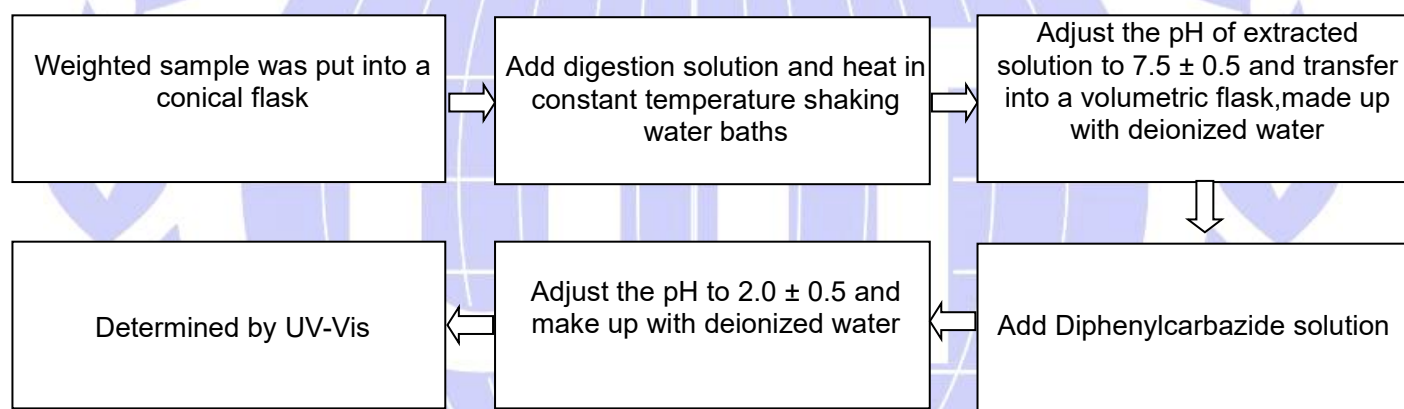 Weighted sample was put into a
conical flask
Add digestion solution and heat in
constant temperature shaking
water baths
Adjust the pH of extracted
solution to 7.5 ± 0.5 and transfer
into a volumetric flask,made up
with deionized water
Add Diphenylcarbazide solution
Adjust the pH to 2.0 ± 0.5 and
make up with deionized water
Determined by UV-Vis